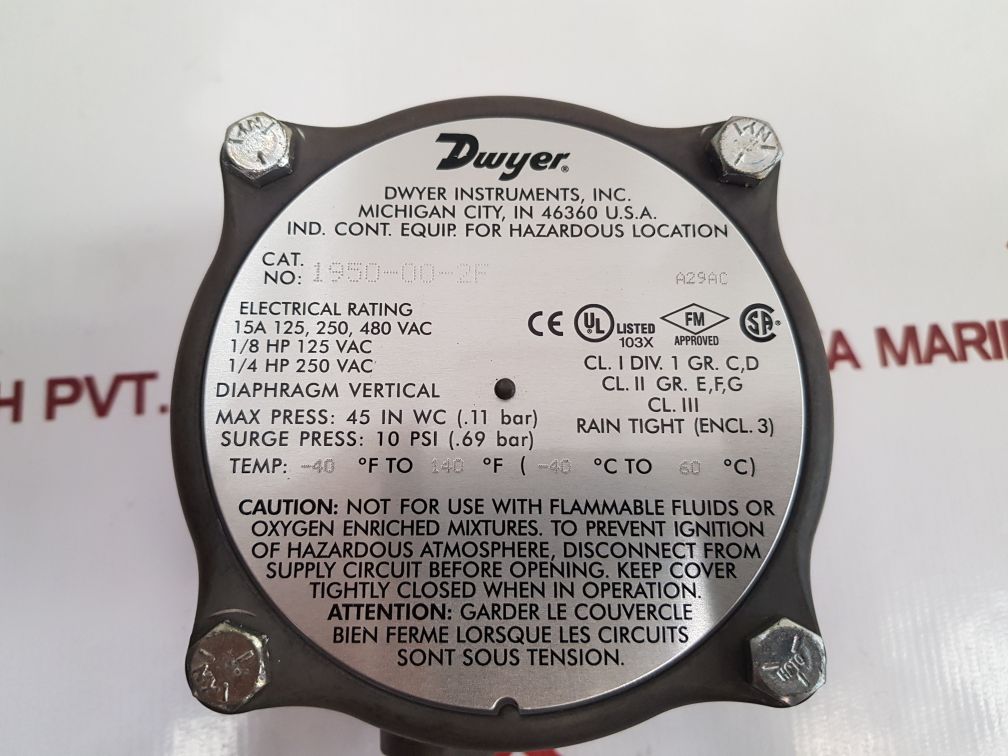 Dwyer®
DWYER INSTRUMENTS, INC.
MICHIGAN CITY, IN 46360 U.S.A.
IND. CONT. EQUIP. FOR HAZARDOUS LOCATION
CAT.
NO: 1950-00-2F
A29AC
ELECTRICAL RATING
15A 125, 250, 480 VAC
1/8 HP 125 VAC
1/4 HP 250 VAC
DIAPHRAGM VERTICAL
MAX PRESS: 45 IN WC (.11 bar)
SURGE PRESS: 10 PSI (.69 bar)
CE UL LISTED 103X FM APPROVED SA®
CL. I DIV. 1 GR. C,D
CL. II GR. E,F,G
CL. III
RAIN TIGHT (ENCL. 3)
TEMP: -40 °F TO 140 °F ( -40 °C TO 60 °C)
CAUTION: NOT FOR USE WITH FLAMMABLE FLUIDS OR
OXYGEN ENRICHED MIXTURES. TO PREVENT IGNITION
OF HAZARDOUS ATMOSPHERE, DISCONNECT FROM
SUPPLY CIRCUIT BEFORE OPENING. KEEP COVER
TIGHTLY CLOSED WHEN IN OPERATION.
ATTENTION: GARDER LE COUVERCLE
BIEN FERME LORSQUE LES CIRCUITS
SONT SOUS TENSION.
H PVT.
A MARIN